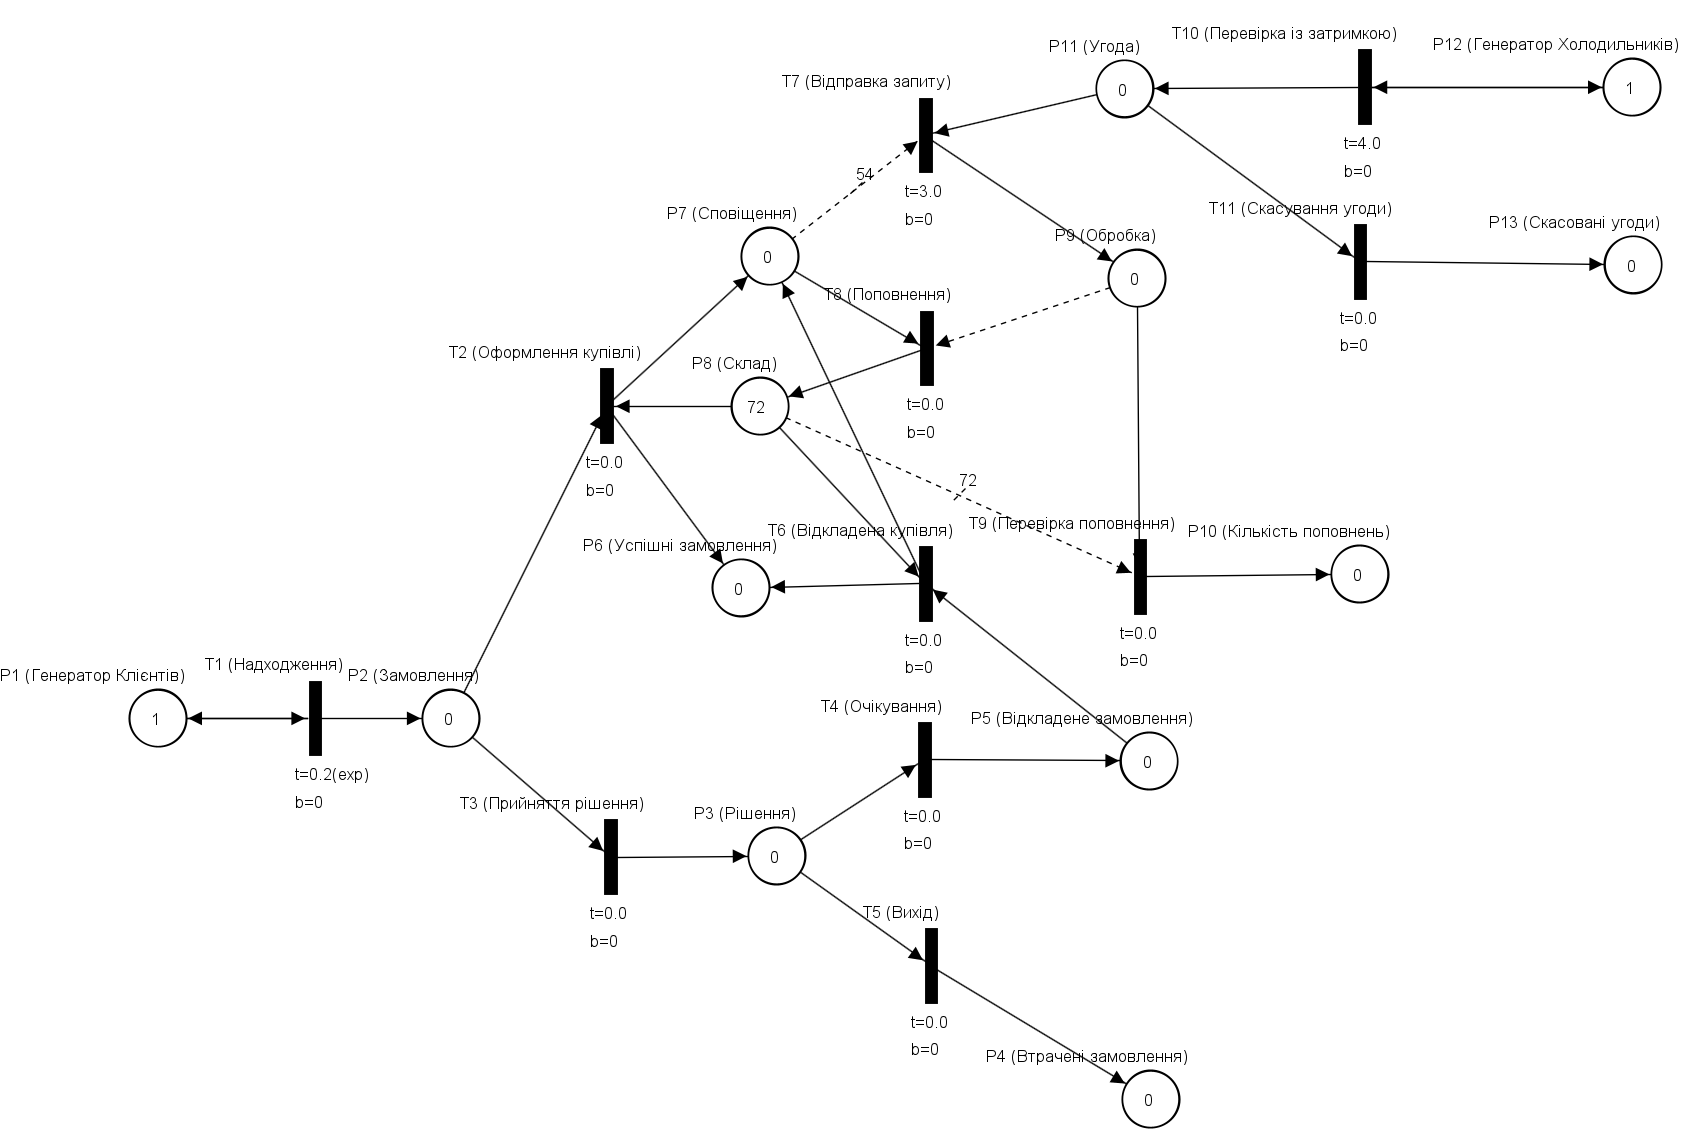 T10 (Перевірка із затримкою)
P11 (Угода)
P12 (Генератор Холодильників)
T7 (Відправка запиту)
0
1
t=4.0
b=0
54
t=3.0
b=0
P7 (Сповіщення)
T11 (Скасування угоди)
P13 (Скасовані угоди)
P9 (Обробка)
0
0
0
T8 (Поповнення)
t=0.0
b=0
T2 (Оформлення купівлі)
P8 (Склад)
72
t=0.0
b=0
t=0.0
b=0
72
T6 (Відкладена купівля)
T9 (Перевірка поповнення)
P10 (Кількість поповнень)
P6 (Успішні замовлення)
0
0
t=0.0
b=0
t=0.0
b=0
P1 (Генератор Клієнтів)
T1 (Надходження)
P2 (Замовлення)
1
0
t=0.2(exp)
b=0
T4 (Очікування)
P5 (Відкладене замовлення)
0
t=0.0
b=0
T3 (Прийняття рішення)
P3 (Рішення)
0
t=0.0
b=0
T5 (Вихід)
t=0.0
b=0
P4 (Втрачені замовлення)
0